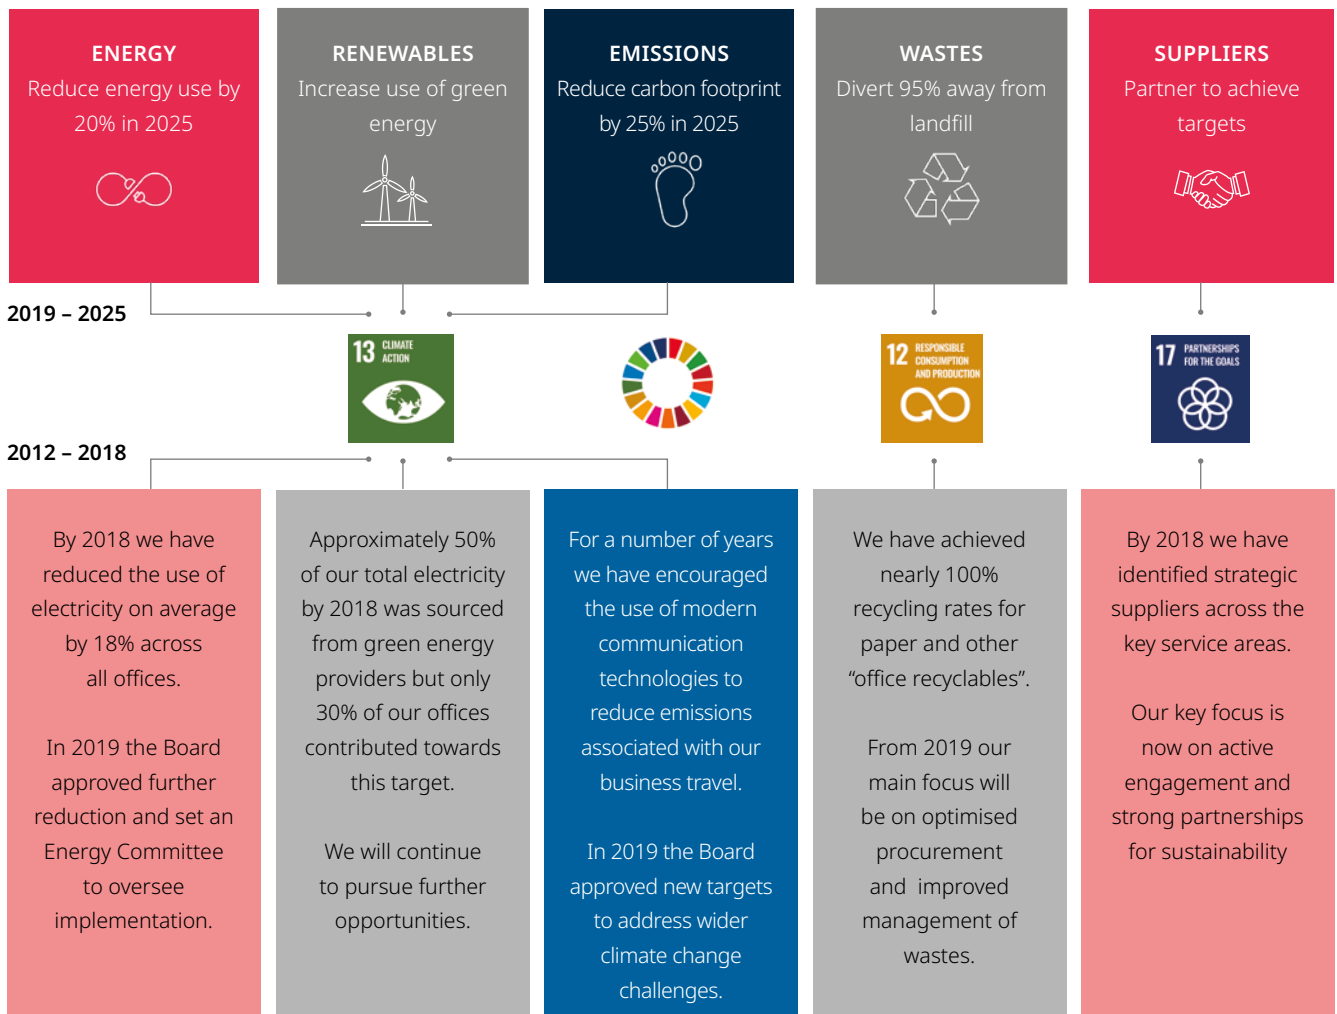 ENERGY
Reduce energy use by
20% in 2025
RENEWABLES
Increase use of green
energy
EMISSIONS
Reduce carbon footprint
by 25% in 2025
WASTES
Divert 95% away from
landfill
SUPPLIERS
Partner to achieve
targets
2019 – 2025
13 CLIMATE
ACTION
12 RESPONSIBLE
CONSUMPTION
AND PRODUCTION
17 PARTNERSHIPS
FOR THE GOALS
2012 – 2018
By 2018 we have
reduced the use of
electricity on average
by 18% across
all offices.
In 2019 the Board
approved further
reduction and set an
Energy Committee
to oversee
implementation.
Approximately 50%
of our total electricity
by 2018 was sourced
from green energy
providers but only
30% of our offices
contributed towards
this target.
We will continue
to pursue further
opportunities.
For a number of years
we have encouraged
the use of modern
communication
technologies to
reduce emissions
associated with our
business travel.
In 2019 the Board
approved new targets
to address wider
climate change
challenges.
We have achieved
nearly 100%
recycling rates for
paper and other
“office recyclables”.
From 2019 our
main focus will
be on optimised
procurement
and improved
management of
wastes.
By 2018 we have
identified strategic
suppliers across the
key service areas.
Our key focus is
now on active
engagement and
strong partnerships
for sustainability